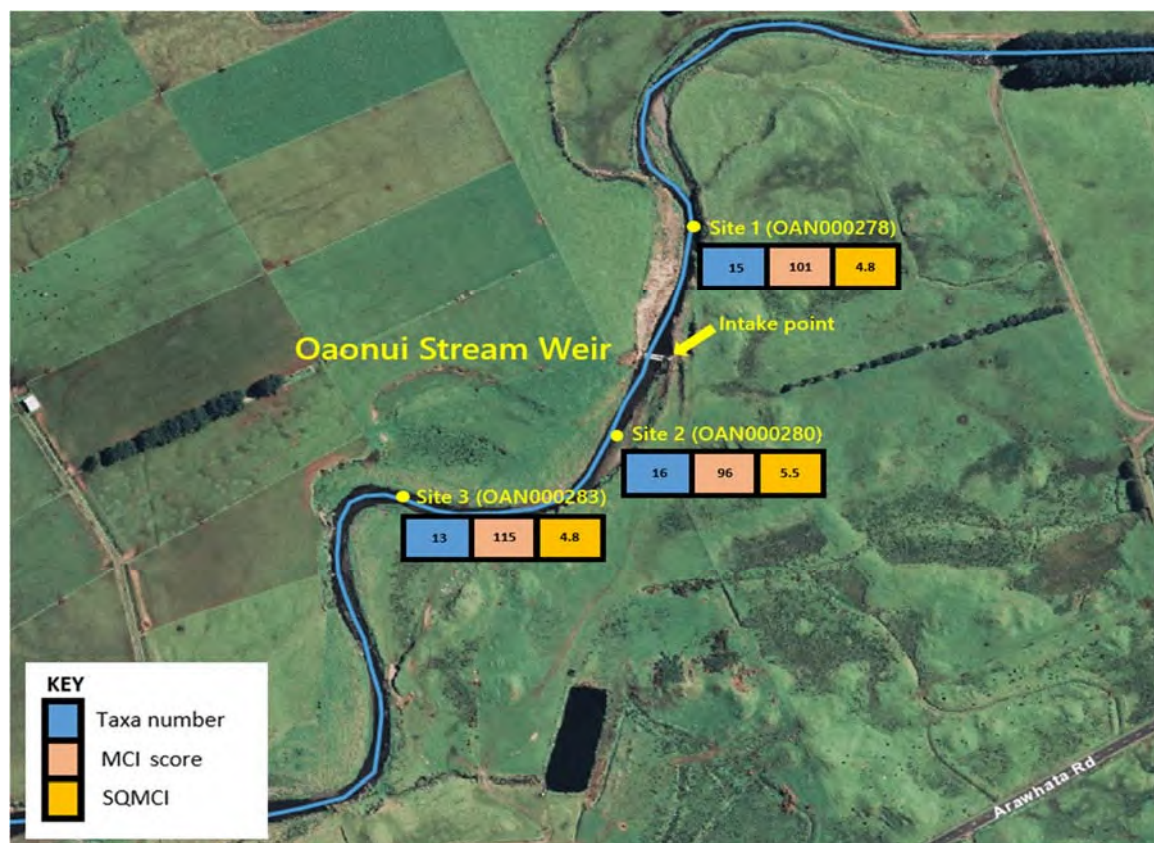 Site 1 (OAN000278)
15 101 4.8
Intake point
Oaonui Stream Weir
Site 2 (OAN000280)
16 96 5.5
Site 3 (OAN000283)
13 115 4.8
KEY
Taxa number
MCI score
SQMCI
Arawhata Rd